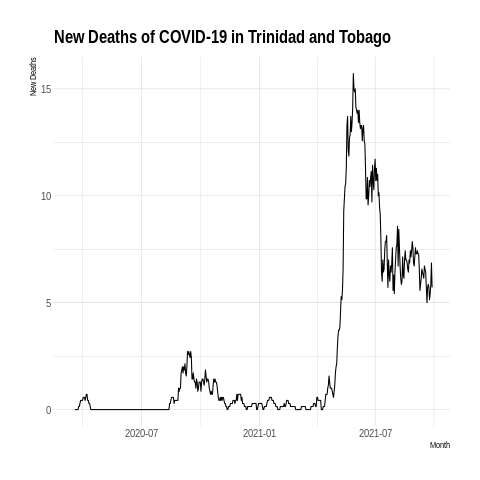 New Deaths of COVID-19 in Trinidad and Tobago
New Deaths
15
10
5
0
2020-07
2021-01
2021-07
Month